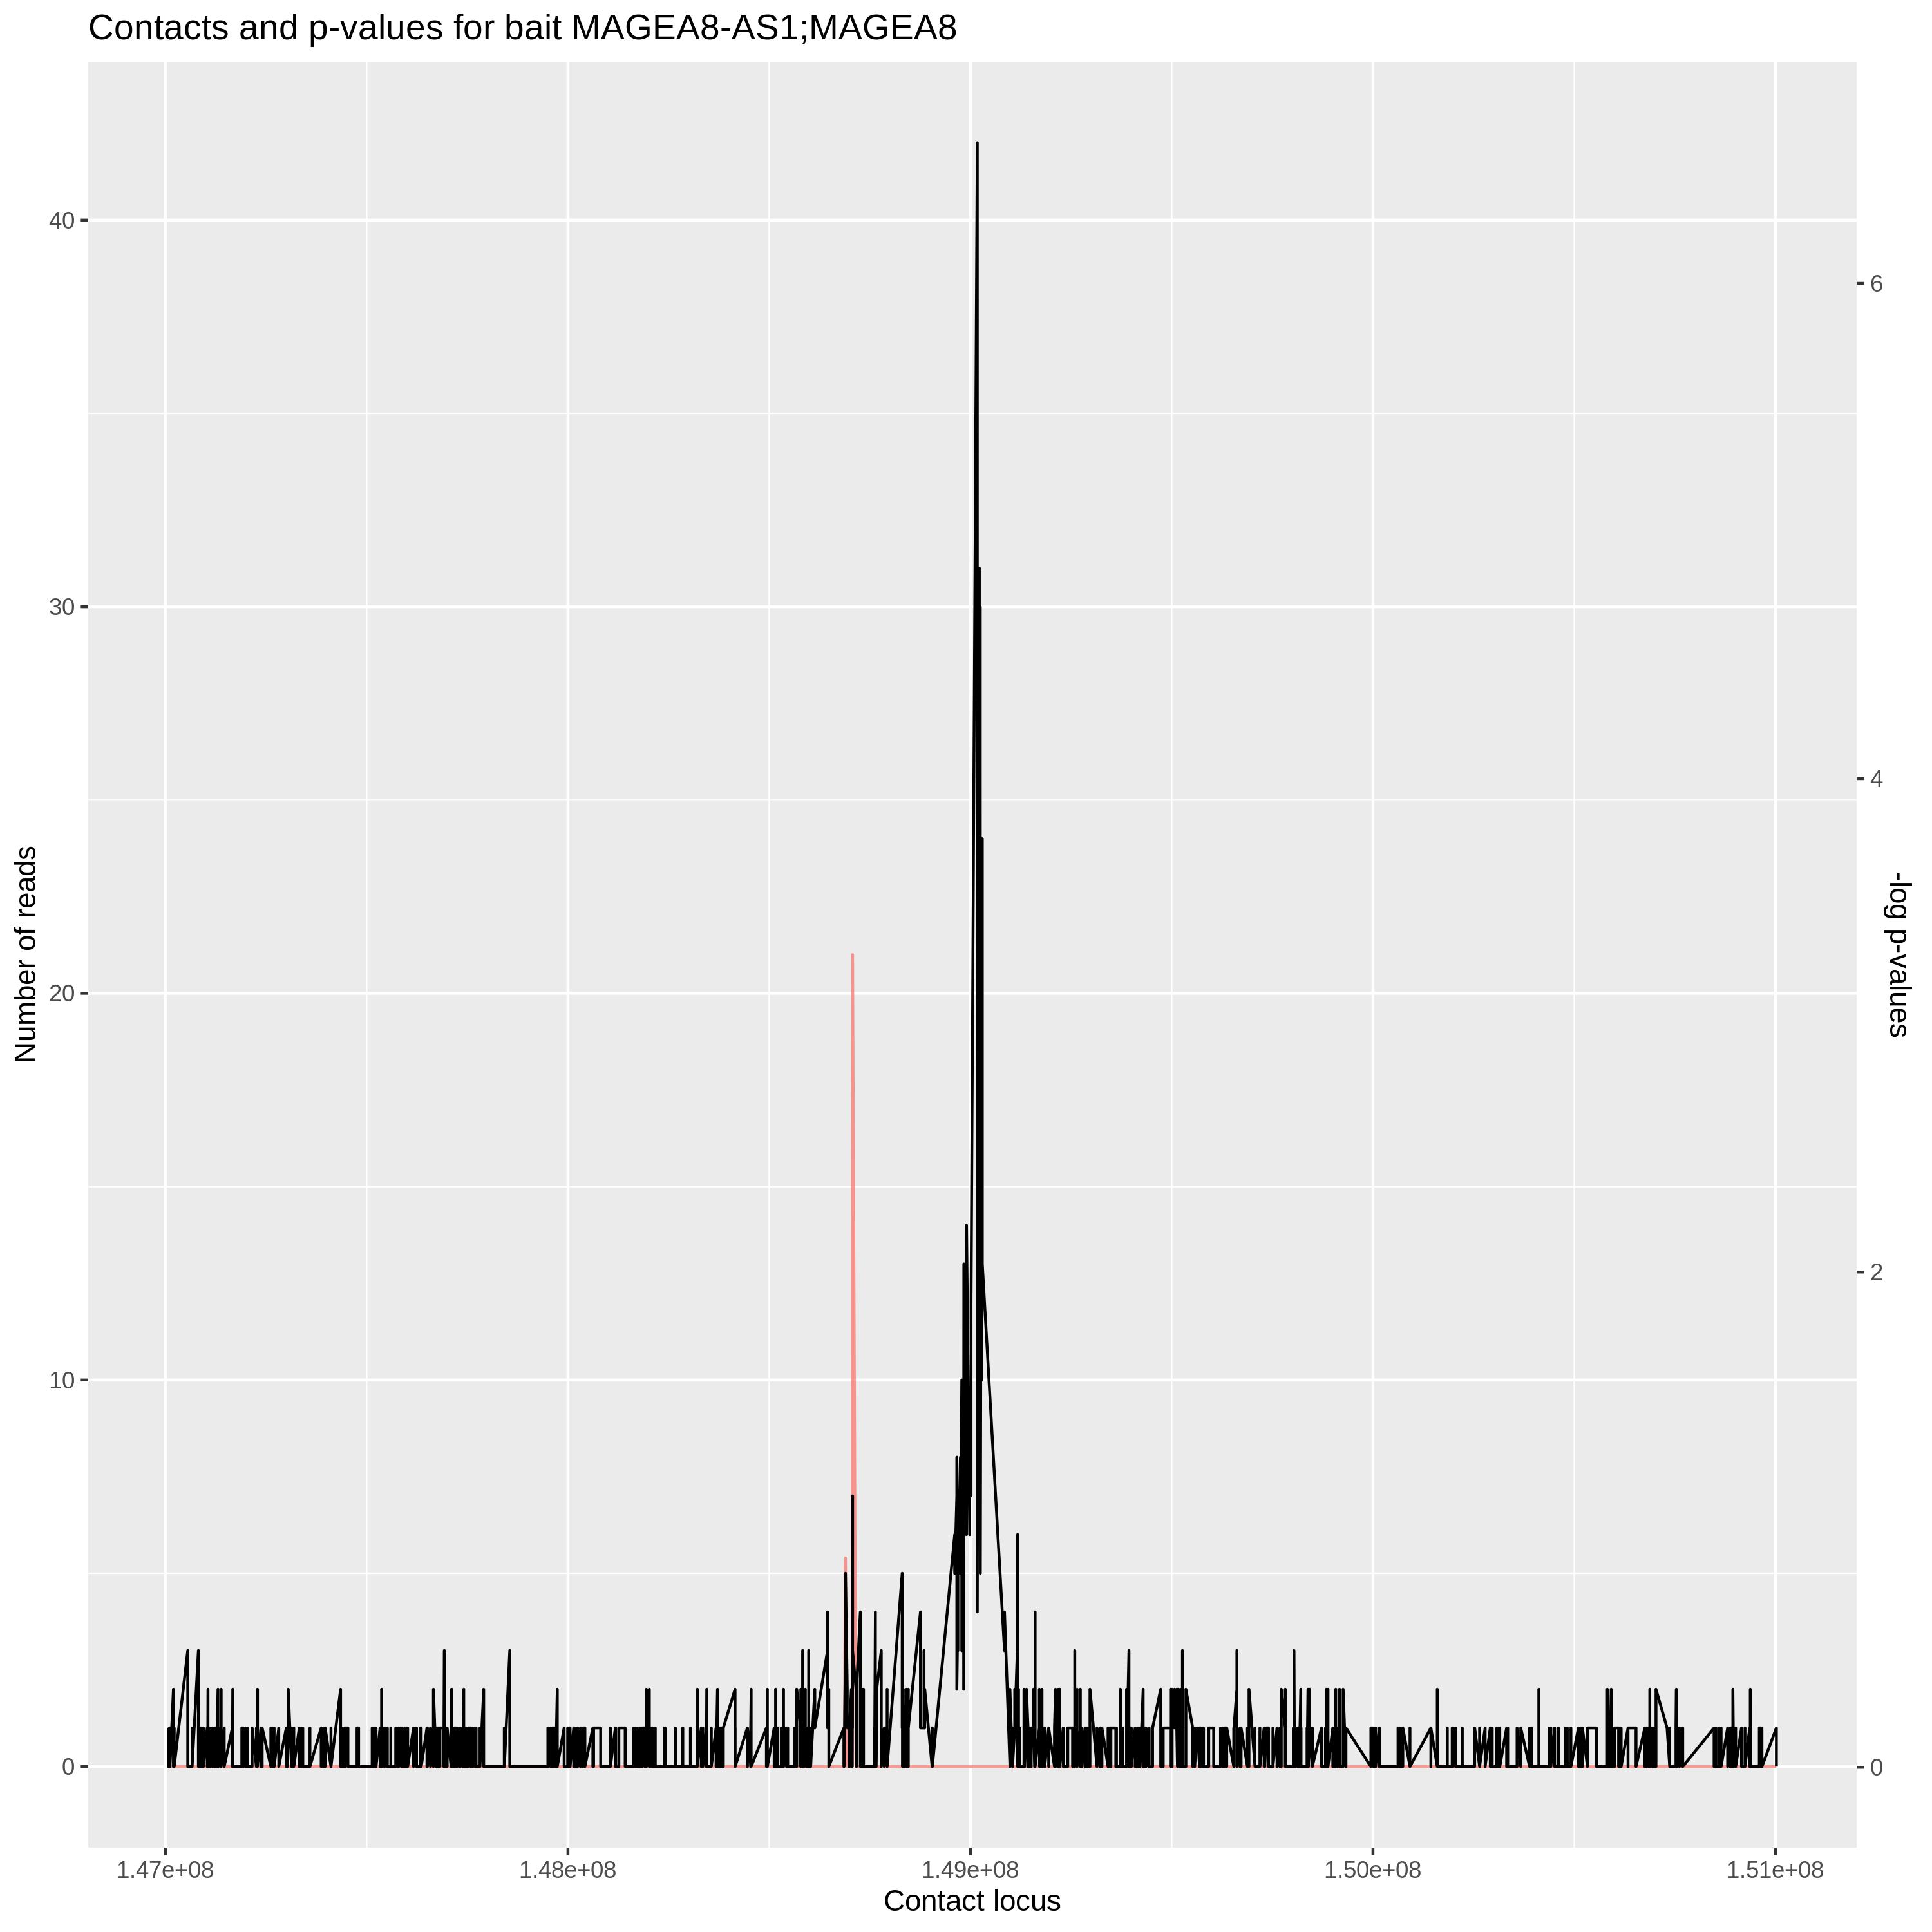 Contacts and p-values for bait MAGEA8-AS1;MAGEA8
40
30
20
10
0
Number of reads
6
4
2
0
-log p-values
1.47e+08 1.48e+08 1.49e+08 1.50e+08 1.51e+08
Contact locus